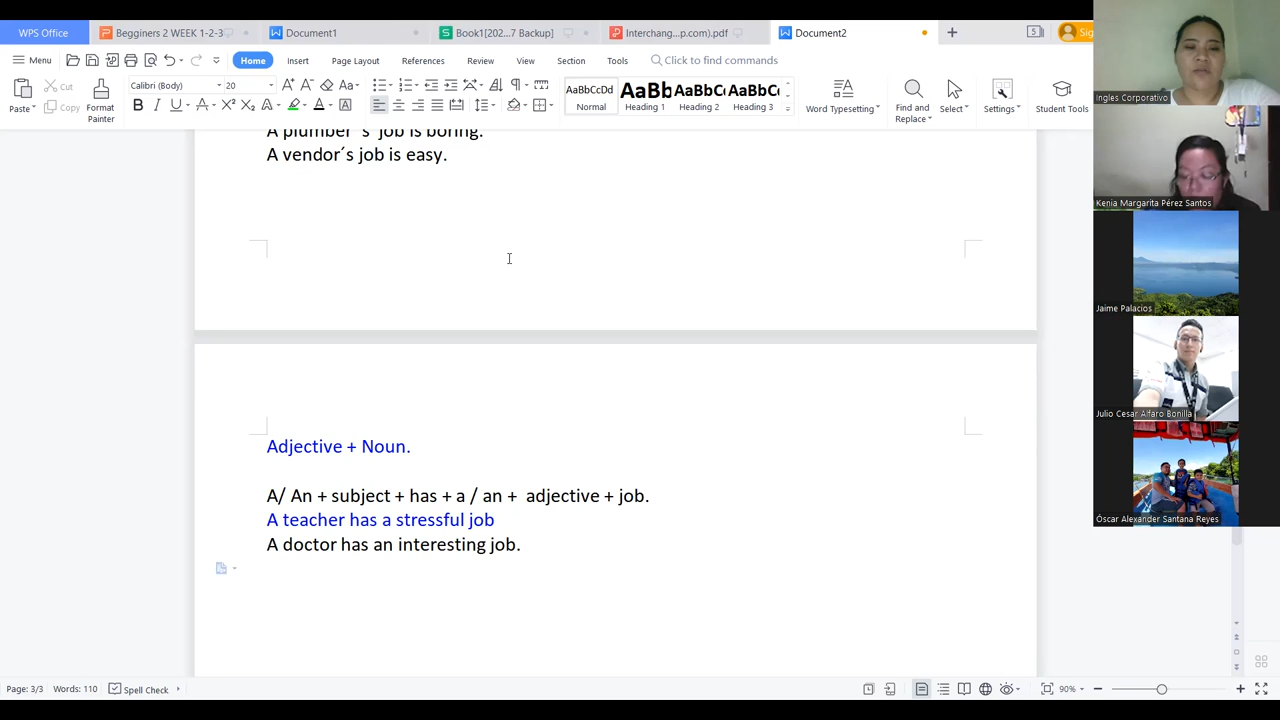 WPS Office
Begginers 2 WEEK 1-2-3
Document1
Book1[202...7 Backup]
Interchang...p.com).pdf
Document2
+
5
Menu
Home
Insert
Page Layout
References
Review
View
Section
Tools
Click to find commands
Paste
Cut
Copy
Format Painter
Calibri (Body)
20
AaBbCcDd
Normal
AaBb
Heading 1
AaBbCc
Heading 2
AaBbCc
Heading 3
Word Typesetting
Find and Replace
Select
Settings
Student Tools
A plumber ´s job is boring.
A vendor´s job is easy.
Adjective + Noun.
A/ An + subject + has + a / an + adjective + job.
A teacher has a stressful job
A doctor has an interesting job.
Page: 3/3
Words: 110
Spell Check
90%
Ingles Corporativo
Kenia Margarita Pérez Santos
Jaime Palacios
Julio Cesar Alfaro Bonilla
Óscar Alexander Santana Reyes